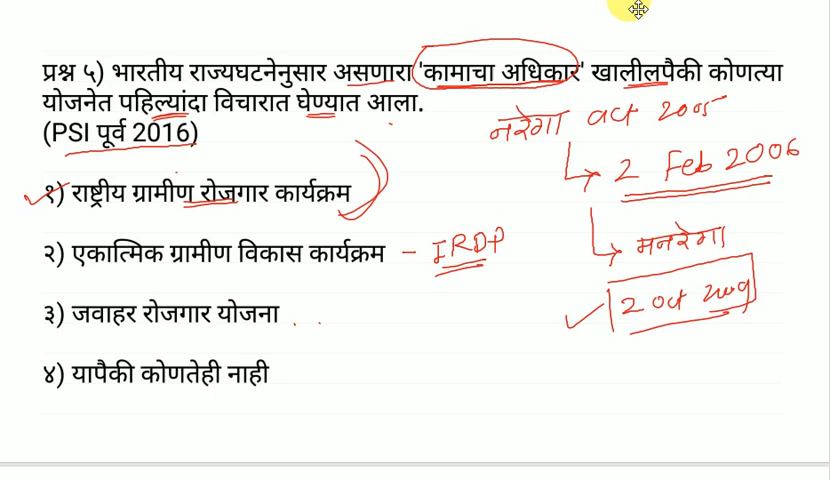 प्रश्न ५) भारतीय राज्यघटनेनुसार असणारा 'कामाचा अधिकार' खालीलपैकी कोणत्या
योजनेत पहिल्यांदा विचारात घेण्यात आला.
(PSI पूर्व 2016)
नरेगा act 2005
2 Feb 2006
१) राष्ट्रीय ग्रामीण रोजगार कार्यक्रम
मनरेगा
२) एकात्मिक ग्रामीण विकास कार्यक्रम - IRDP
2 oct 2009
३) जवाहर रोजगार योजना
४) यापैकी कोणतेही नाही